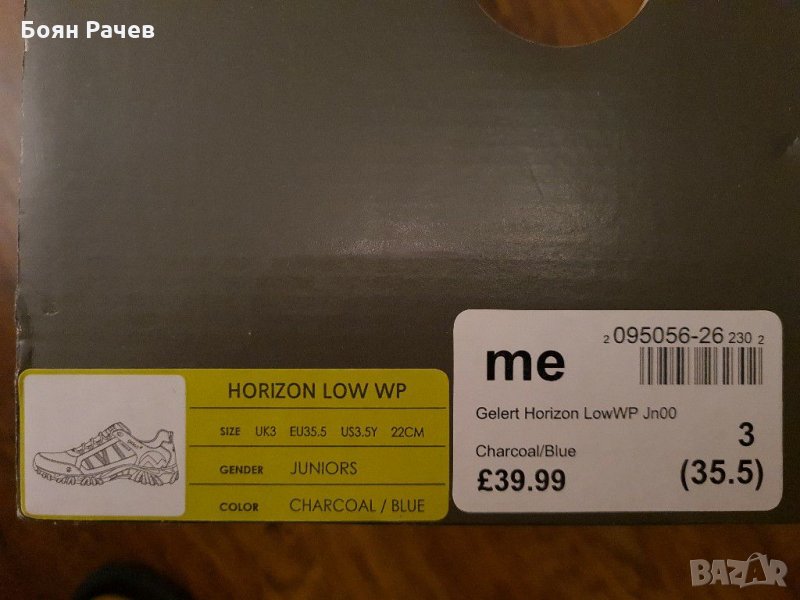 Боян Рачев
HORIZON LOW WP
SIZE UK3 EU35.5 US3.5Y 22CM
GENDER JUNIORS
COLOR CHARCOAL / BLUE
me
2 095056-26 230 2
Gelert Horizon LowWP Jn00
Charcoal/Blue
£39.99
3
(35.5)
BAZAR